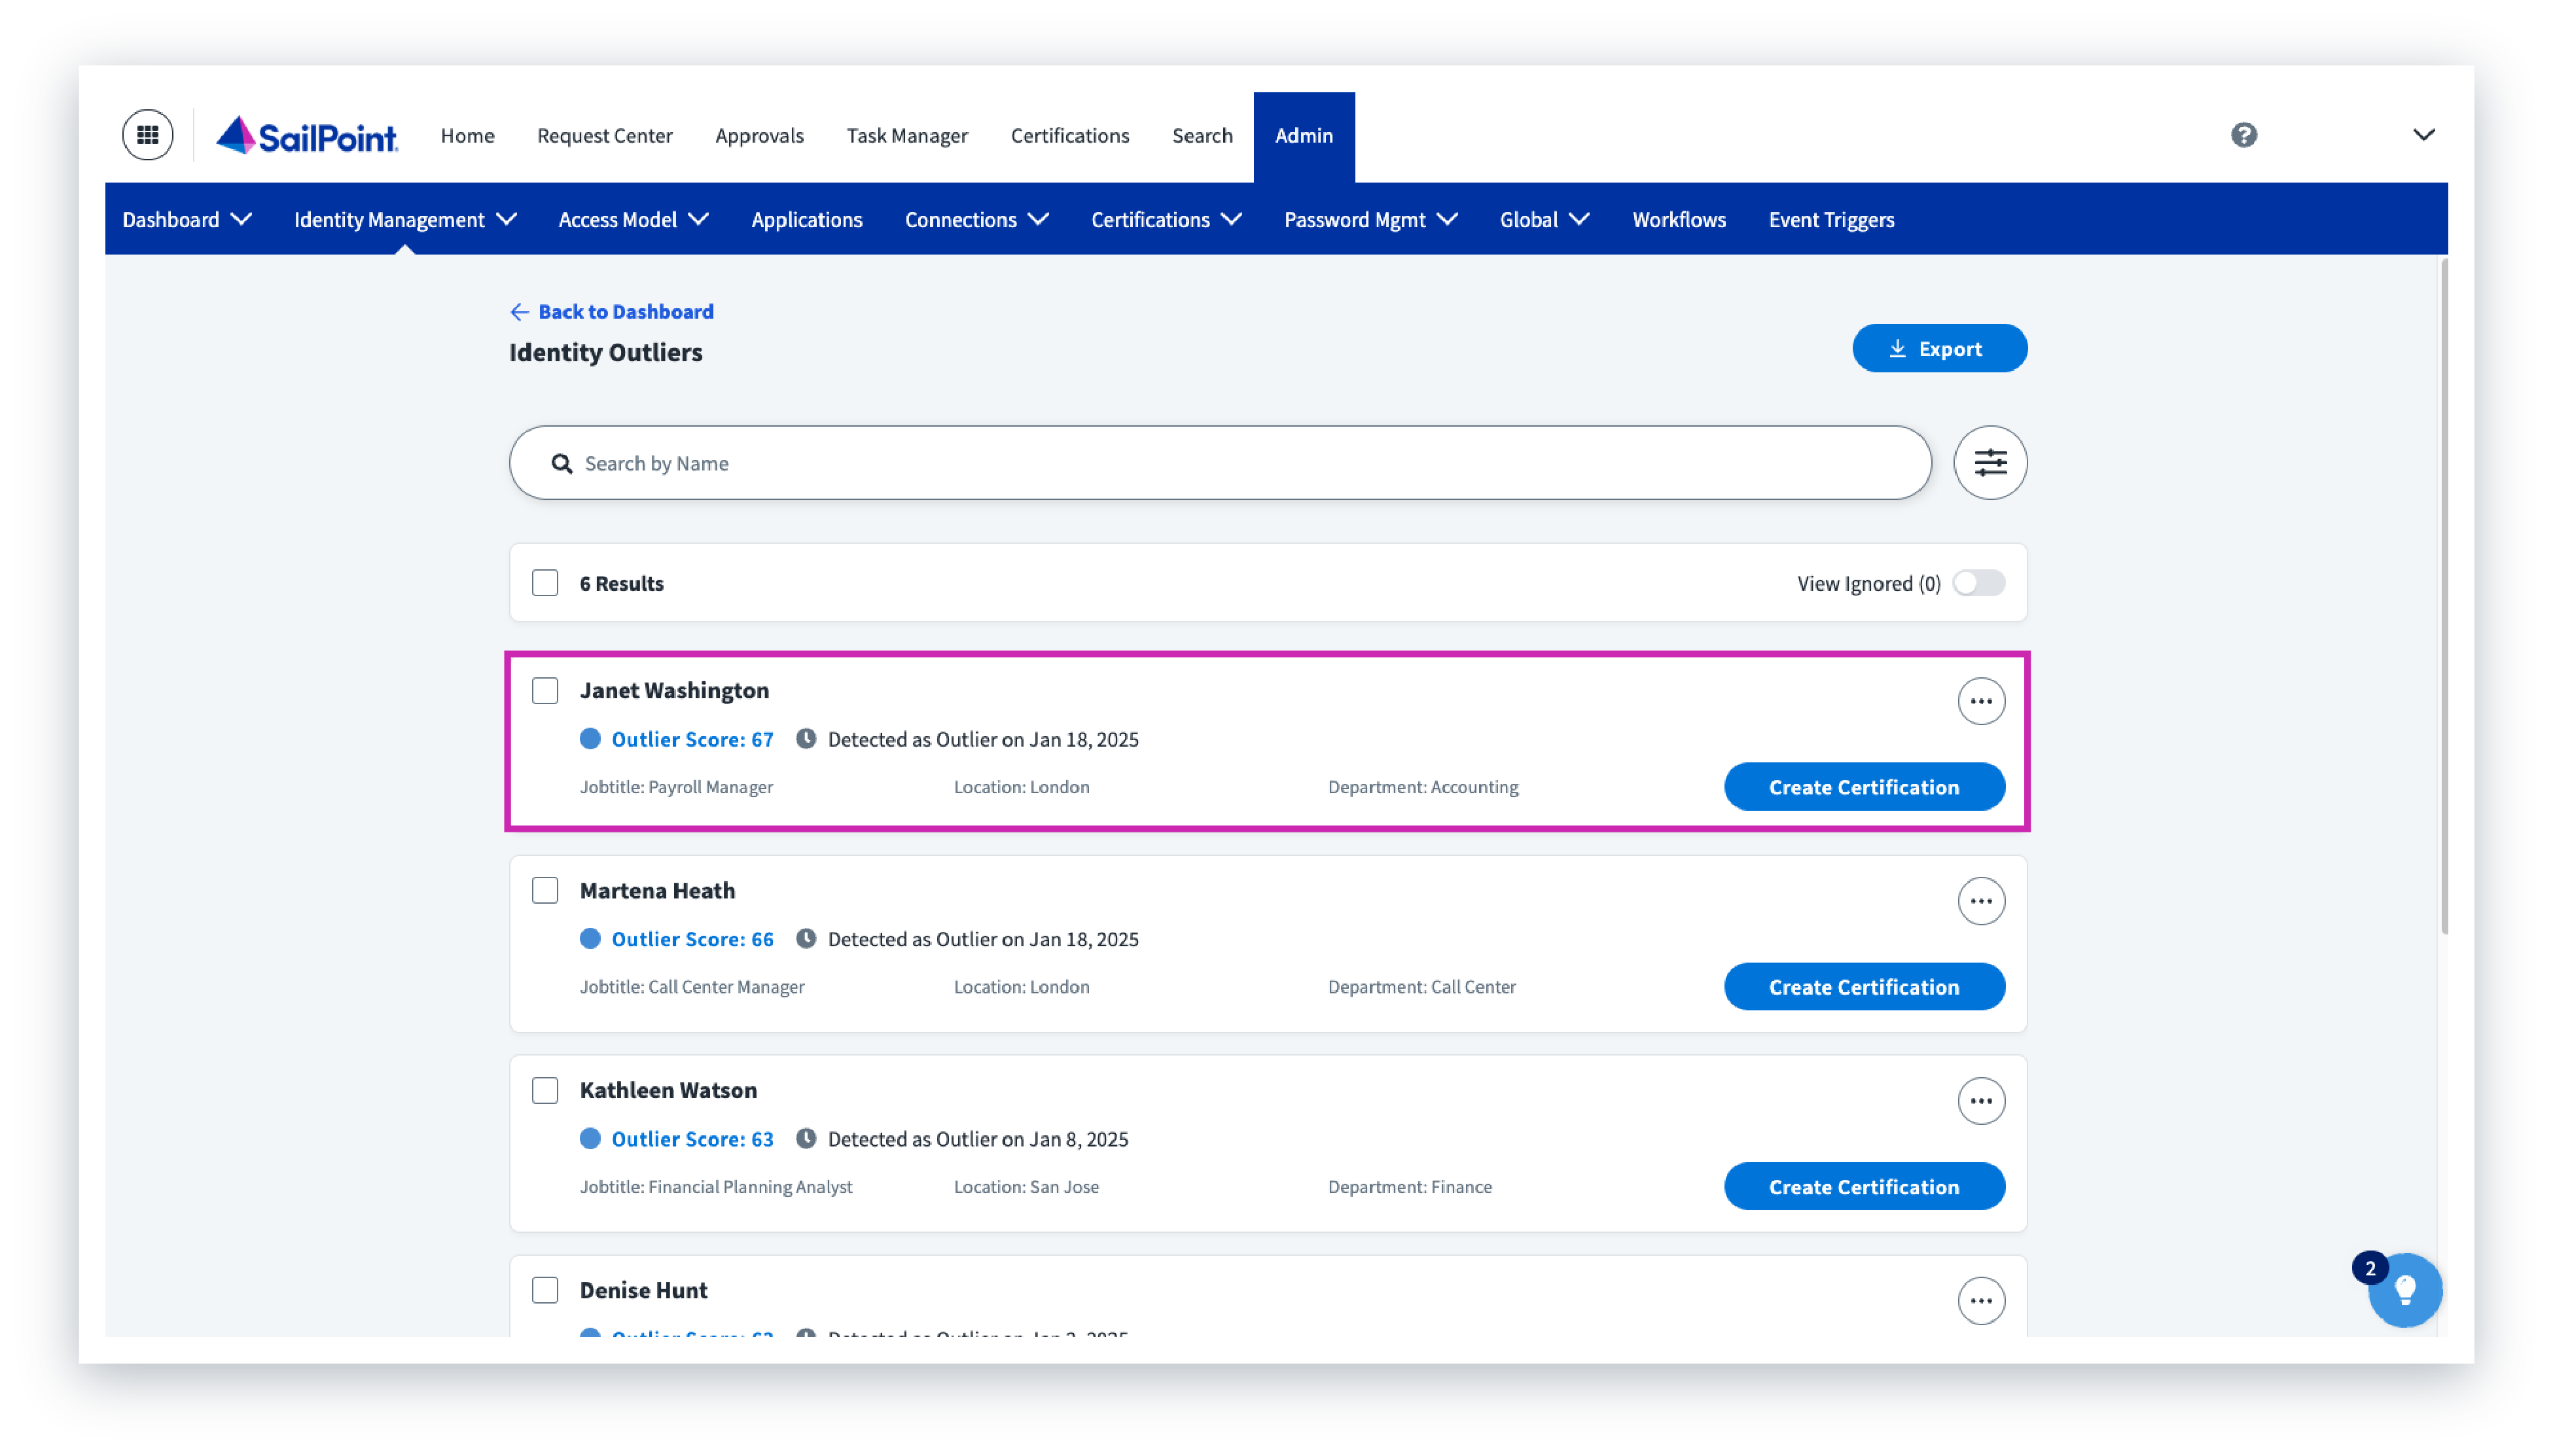 SailPoint
Home Request Center Approvals Task Manager Certifications Search Admin
Dashboard Identity Management Access Model Applications Connections Certifications Password Mgmt Global Workflows Event Triggers
Back to Dashboard
Identity Outliers
Export
Search by Name
6 Results
View Ignored (0)
Janet Washington
Outlier Score: 67 Detected as Outlier on Jan 18, 2025
Jobtitle: Payroll Manager Location: London Department: Accounting
Create Certification
Martena Heath
Outlier Score: 66 Detected as Outlier on Jan 18, 2025
Jobtitle: Call Center Manager Location: London Department: Call Center
Create Certification
Kathleen Watson
Outlier Score: 63 Detected as Outlier on Jan 8, 2025
Jobtitle: Financial Planning Analyst Location: San Jose Department: Finance
Create Certification
Denise Hunt
2